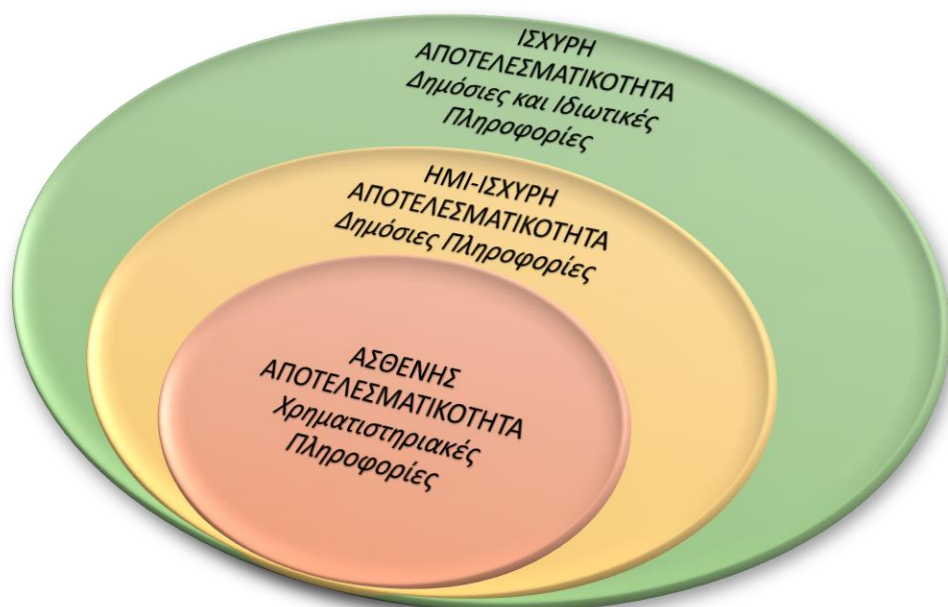 ΙΣΧΥΡΗ
ΑΠΟΤΕΛΕΣΜΑΤΙΚΟΤΗΤΑ
Δημόσιες και Ιδιωτικές
Πληροφορίες
ΗΜΙ-ΙΣΧΥΡΗ
ΑΠΟΤΕΛΕΣΜΑΤΙΚΟΤΗΤΑ
Δημόσιες Πληροφορίες
ΑΣΘΕΝΗΣ
ΑΠΟΤΕΛΕΣΜΑΤΙΚΟΤΗΤΑ
Χρηματιστηριακές
Πληροφορίες